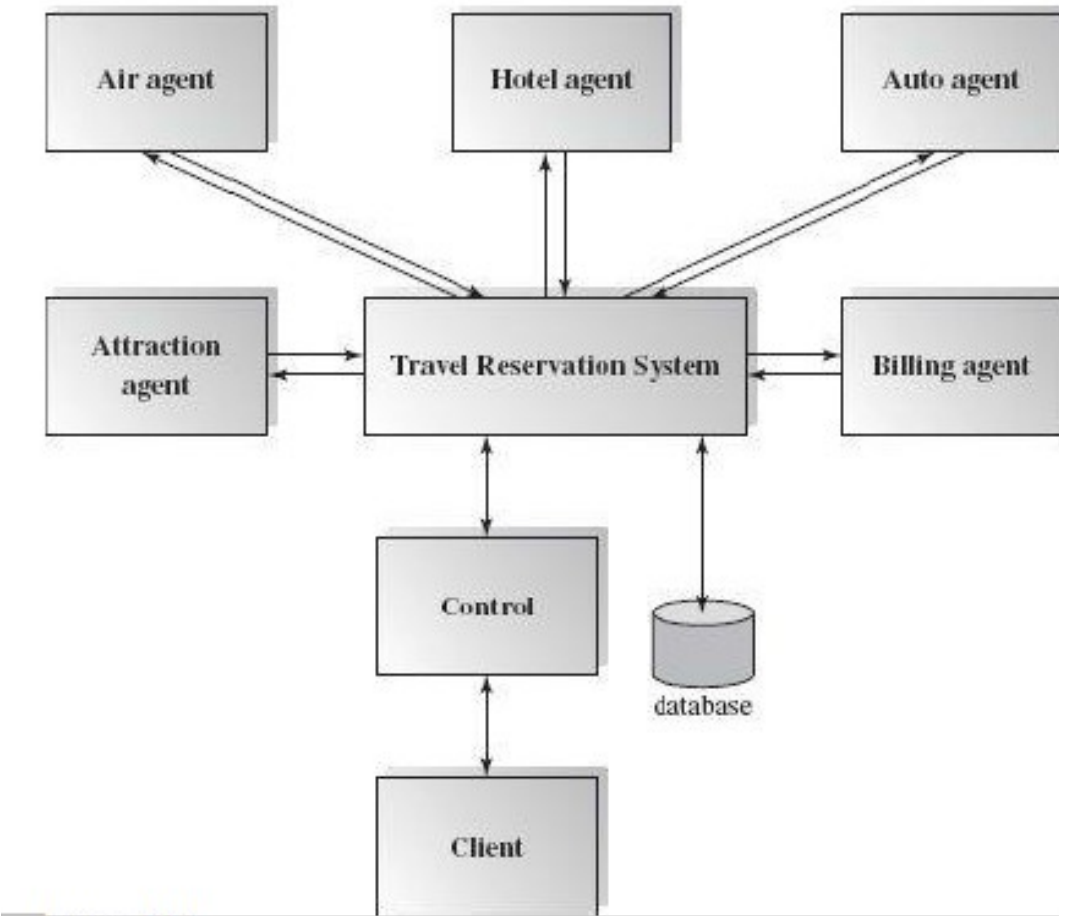 Air agent
Hotel agent
Auto agent
Attraction
agent
Travel Reservation System
Billing agent
Control
database
Client